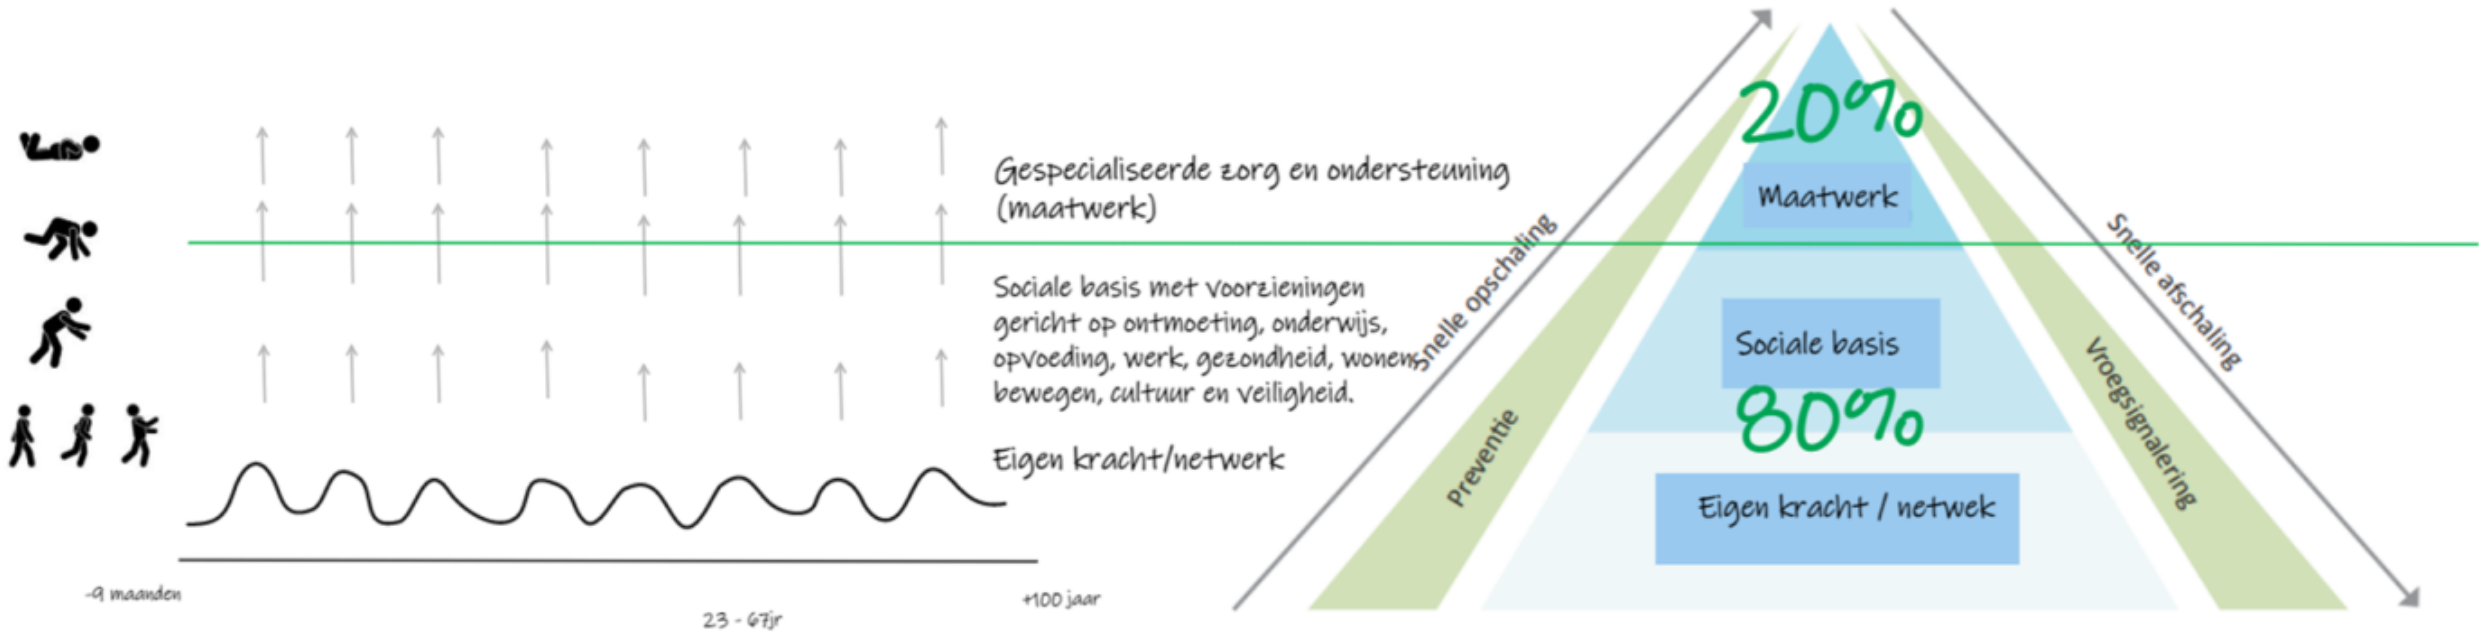 Gespecialiseerde zorg en ondersteuning
(maatwerk)
Sociale basis met voorzieningen
gericht op ontmoeting, onderwijs,
opvoeding, werk, gezondheid, wonen,
bewegen, cultuur en veiligheid.
Eigen kracht/netwerk
-9 maanden
23 - 67jr
+100 jaar
Snelle opschaling
Preventie
20%
Maatwerk
Sociale basis
80%
Eigen kracht / netwek
Snelle afschaling
Vroegsignalering